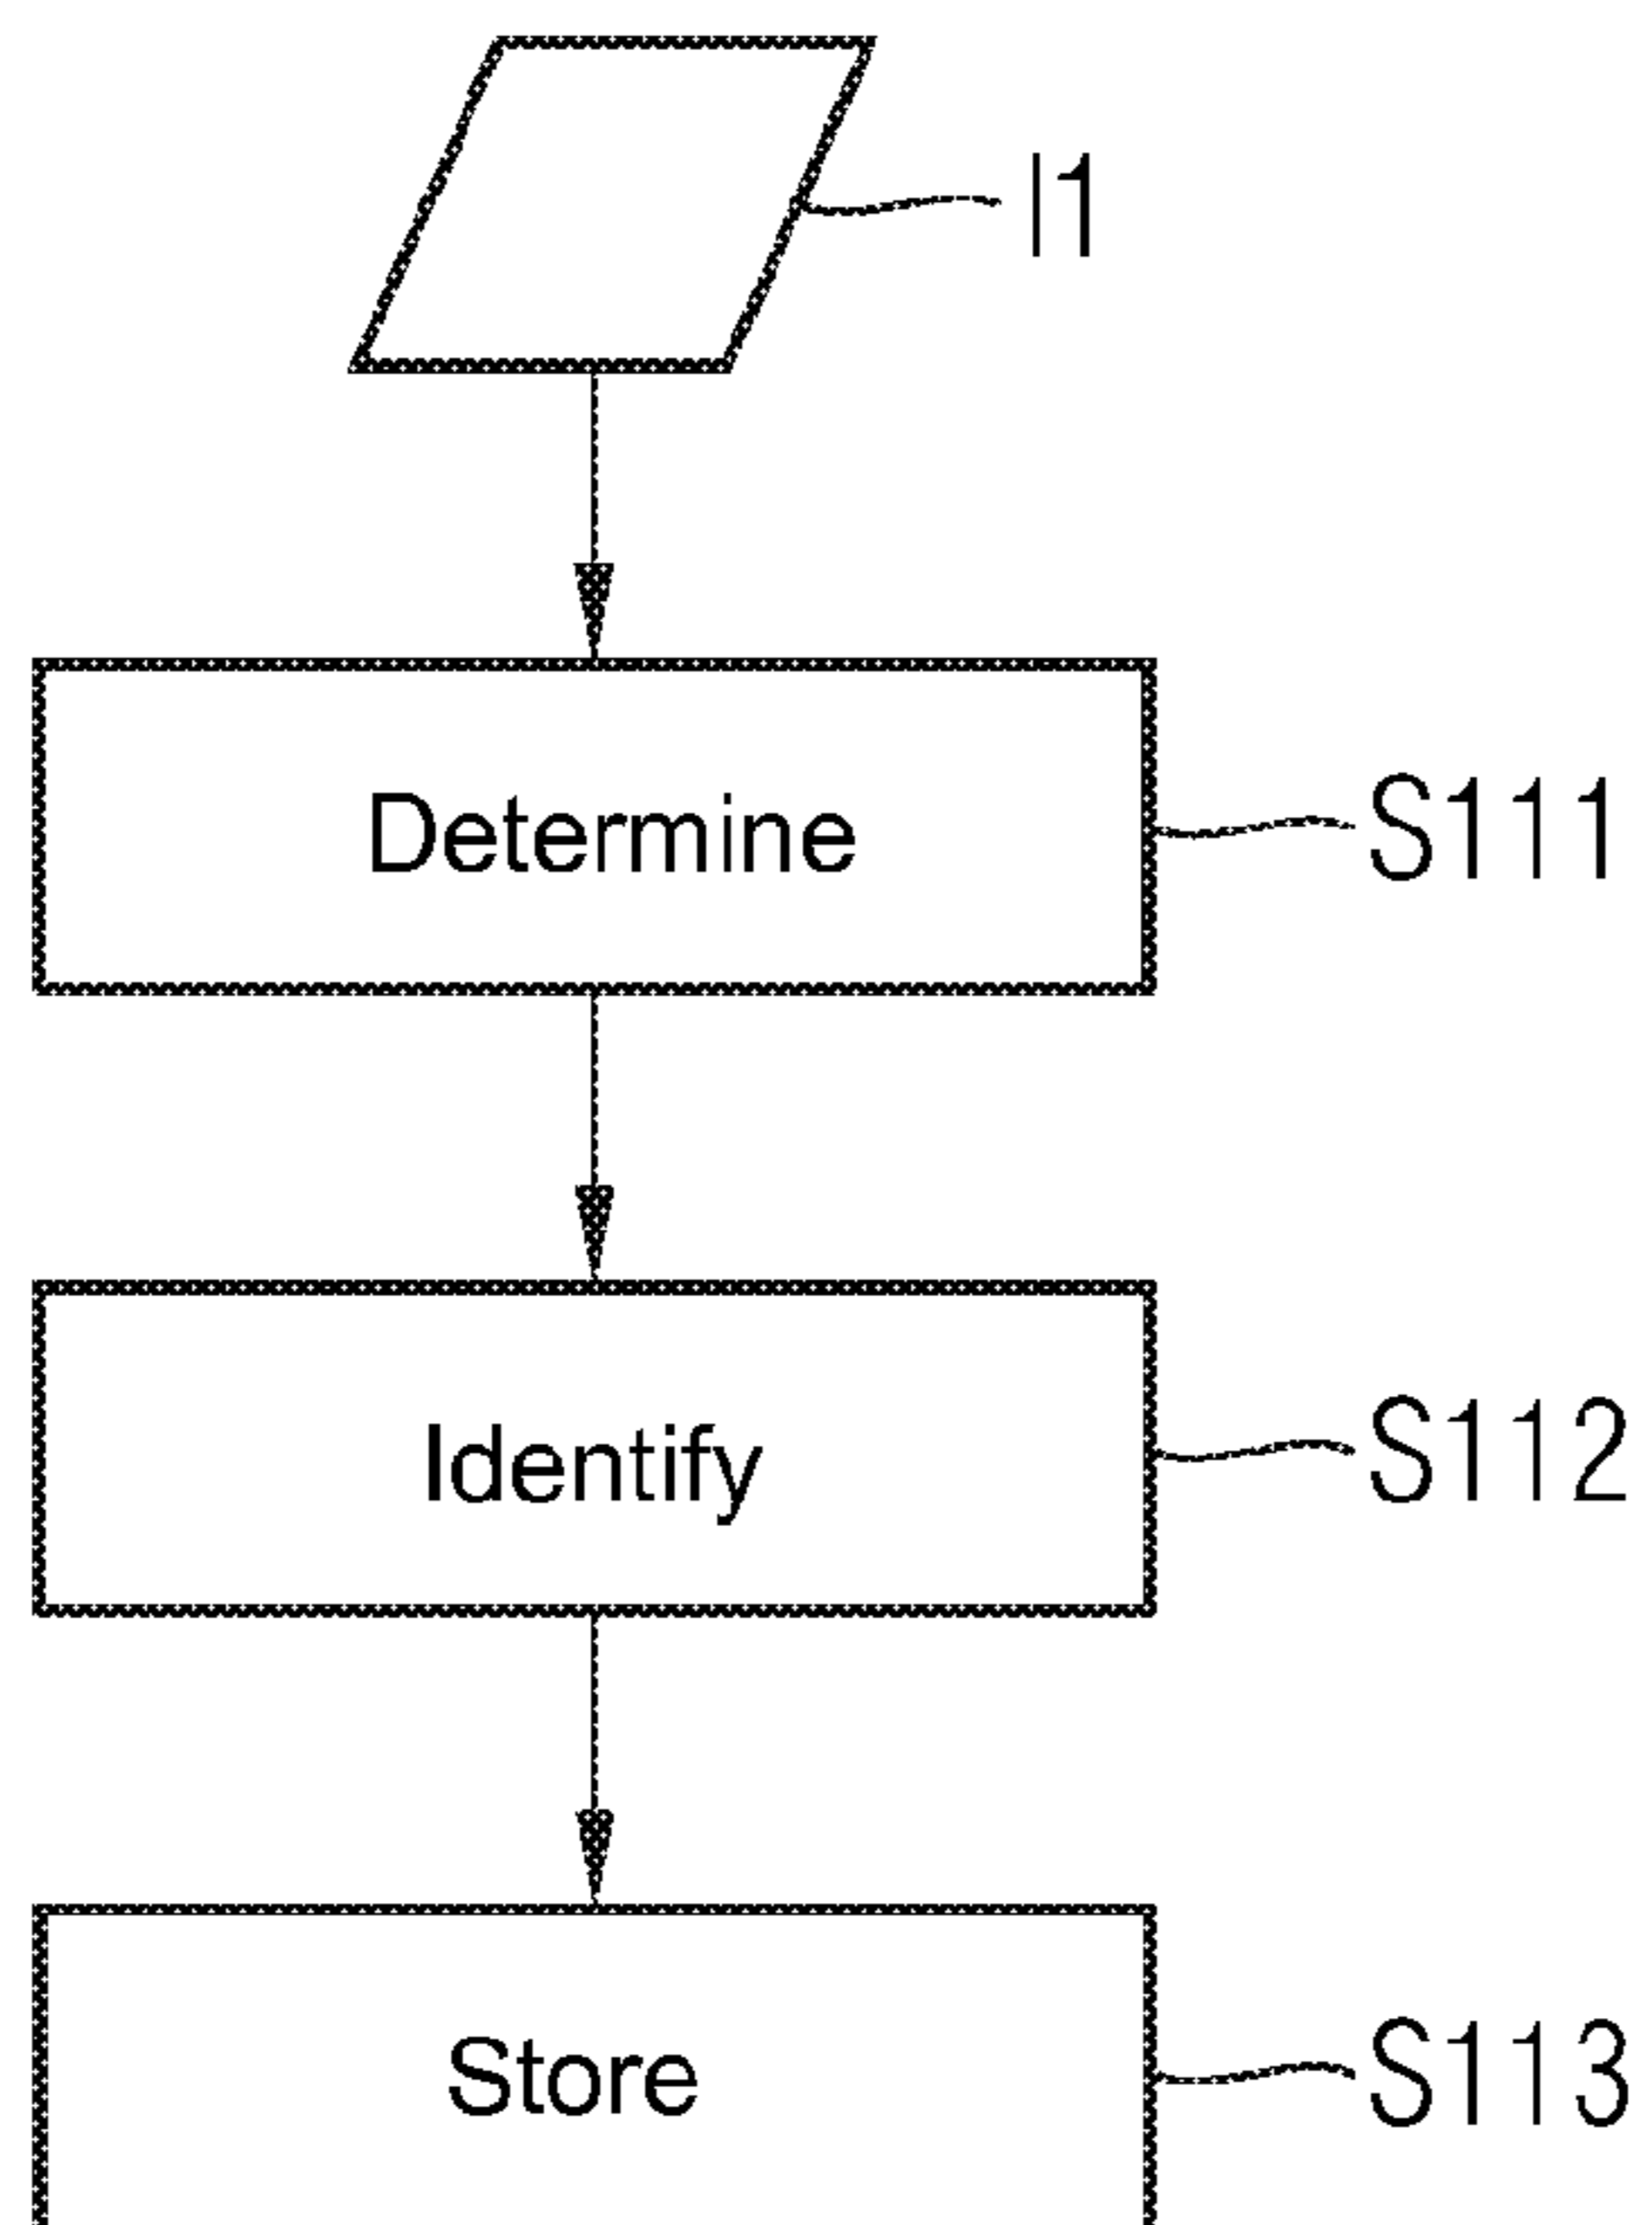 I1
Determine
S111
Identify
S112
Store
S113